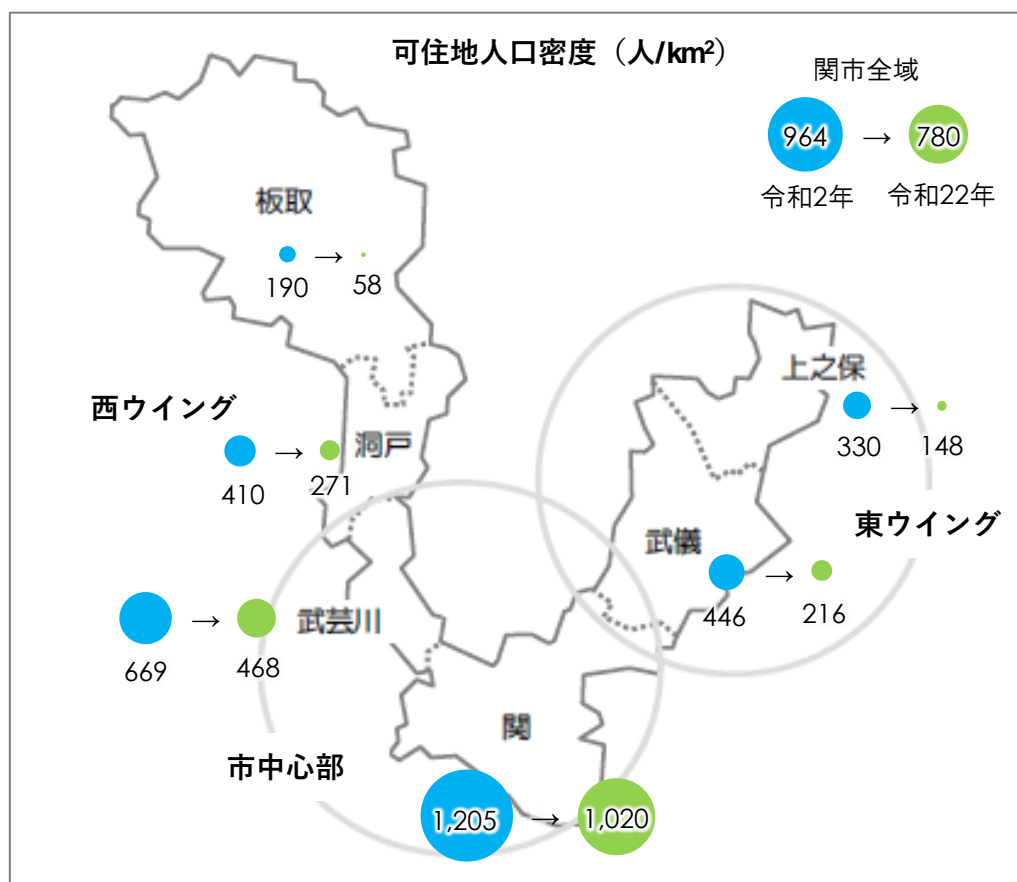 可住地人口密度（人/km²）
関市全域
964 → 780
令和2年 令和22年
板取
→
190 58
上之保
→
330 148
西ウイング
洞戸
→
410 271
東ウイング
武儀
→
446 216
武芸川
→
669 468
関
市中心部
1,205 → 1,020